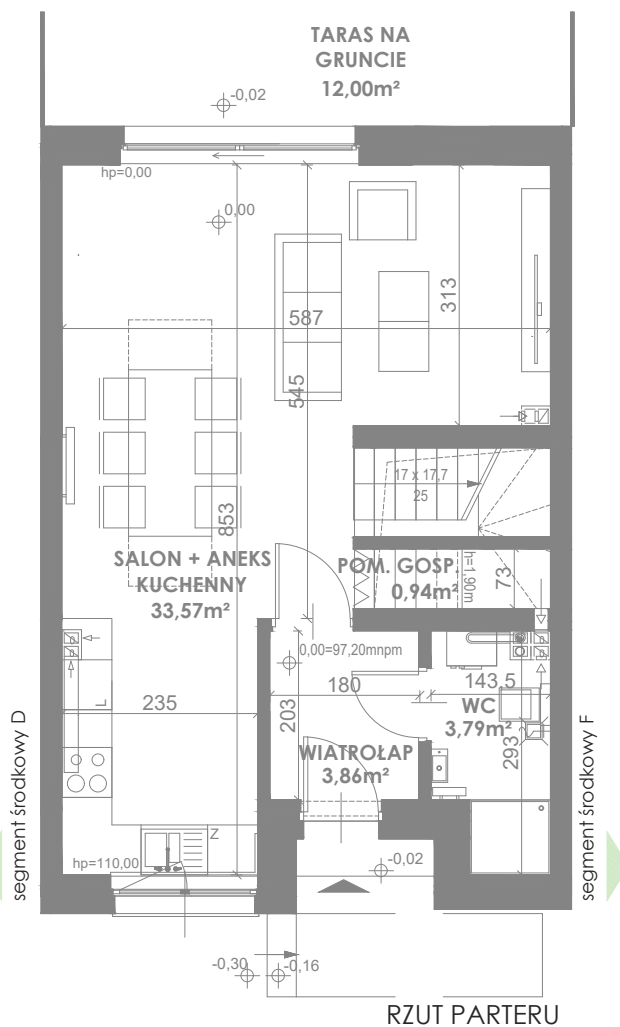 TARAS NA
GRUNCIE
12,00m²
-0,02
hp=0,00
0,00
587
313
545
17 x 17,7
25
853
SALON + ANEKS
KUCHENNY
33,57m²
POM. GOSP.
0,94m²
h=1,90m
73
0,00=97,20mnpm
180
143,5
235
L
203
WC
3,79m²
293
WIATROŁAP
3,86m²
segment środkowy D
segment środkowy F
Z
hp=110,00
-0,02
-0,30
-0,16
RZUT PARTERU